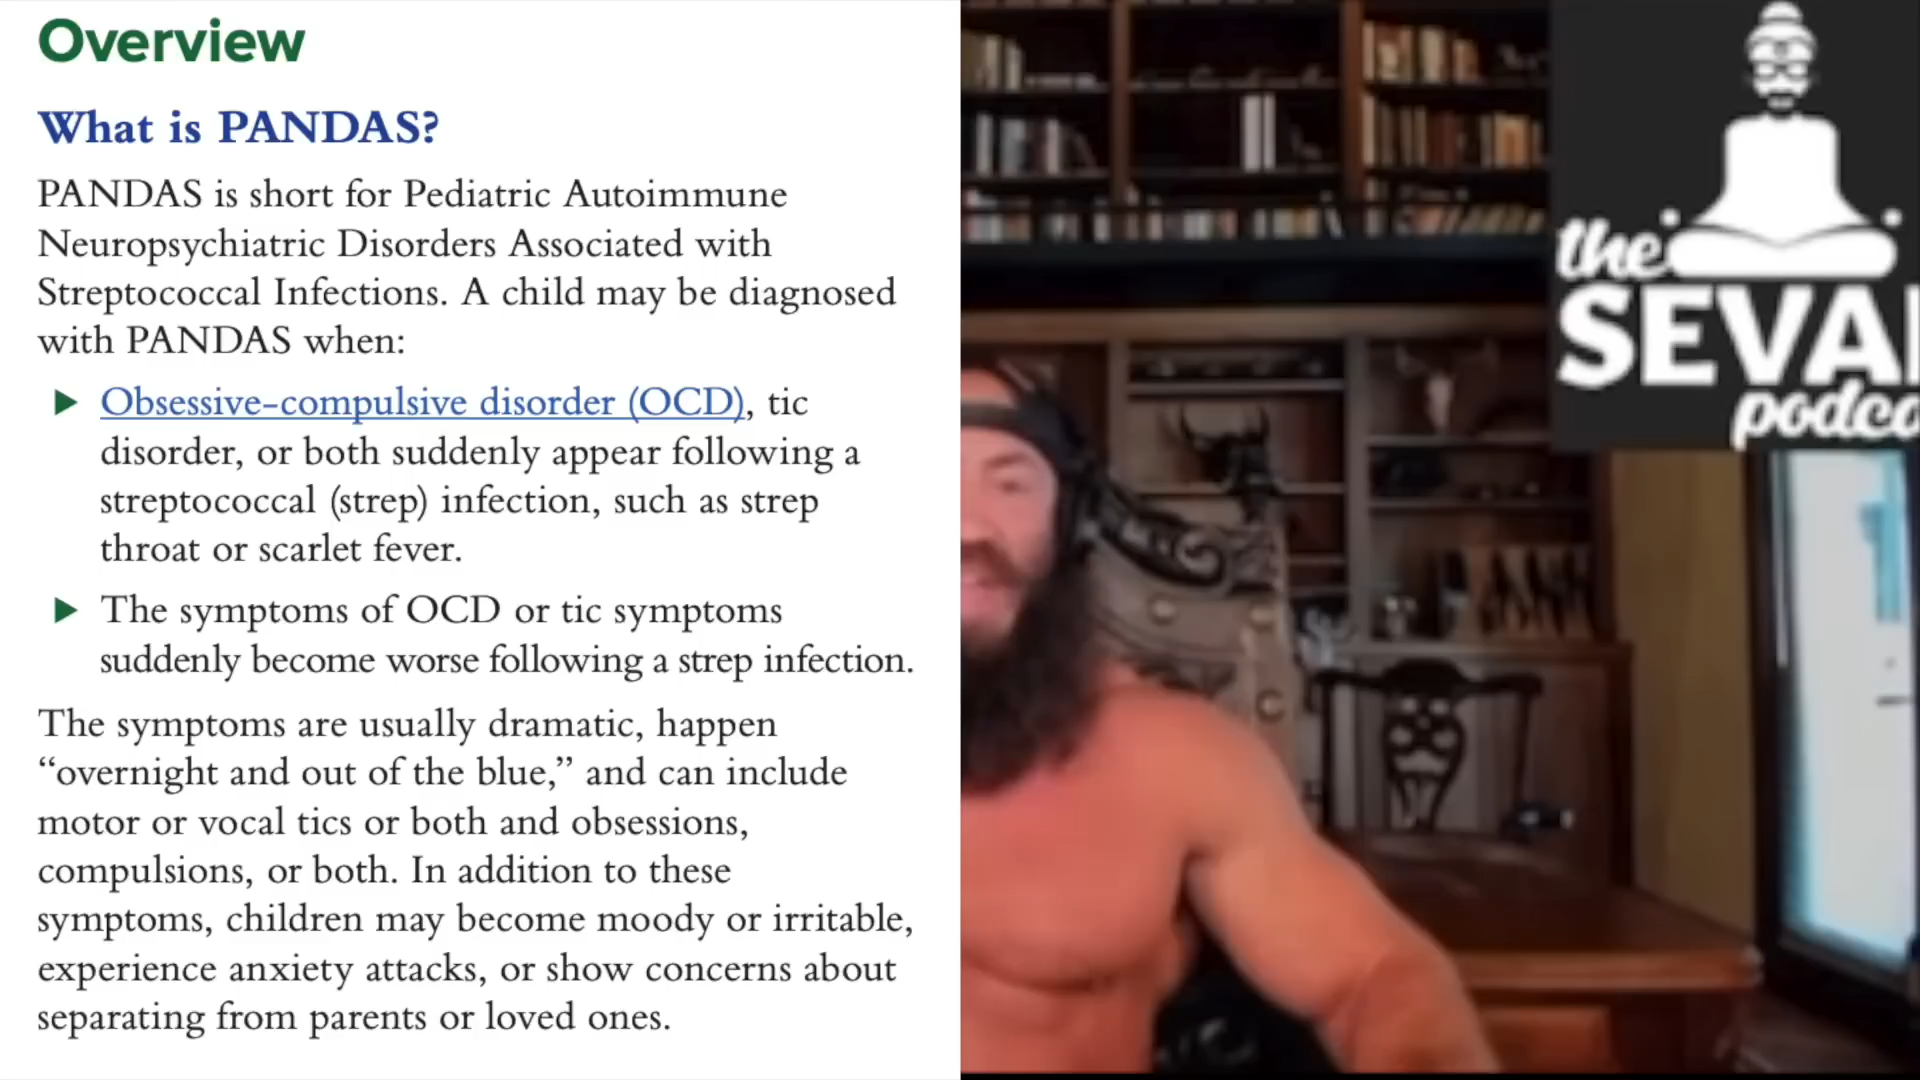 Overview
What is PANDAS?
PANDAS is short for Pediatric Autoimmune
Neuropsychiatric Disorders Associated with
Streptococcal Infections. A child may be diagnosed
with PANDAS when:
Obsessive-compulsive disorder (OCD), tic
disorder, or both suddenly appear following a
streptococcal (strep) infection, such as strep
throat or scarlet fever.
The symptoms of OCD or tic symptoms
suddenly become worse following a strep infection.
The symptoms are usually dramatic, happen
“overnight and out of the blue,” and can include
motor or vocal tics or both and obsessions,
compulsions, or both. In addition to these
symptoms, children may become moody or irritable,
experience anxiety attacks, or show concerns about
separating from parents or loved ones.
the
SEVA
podc